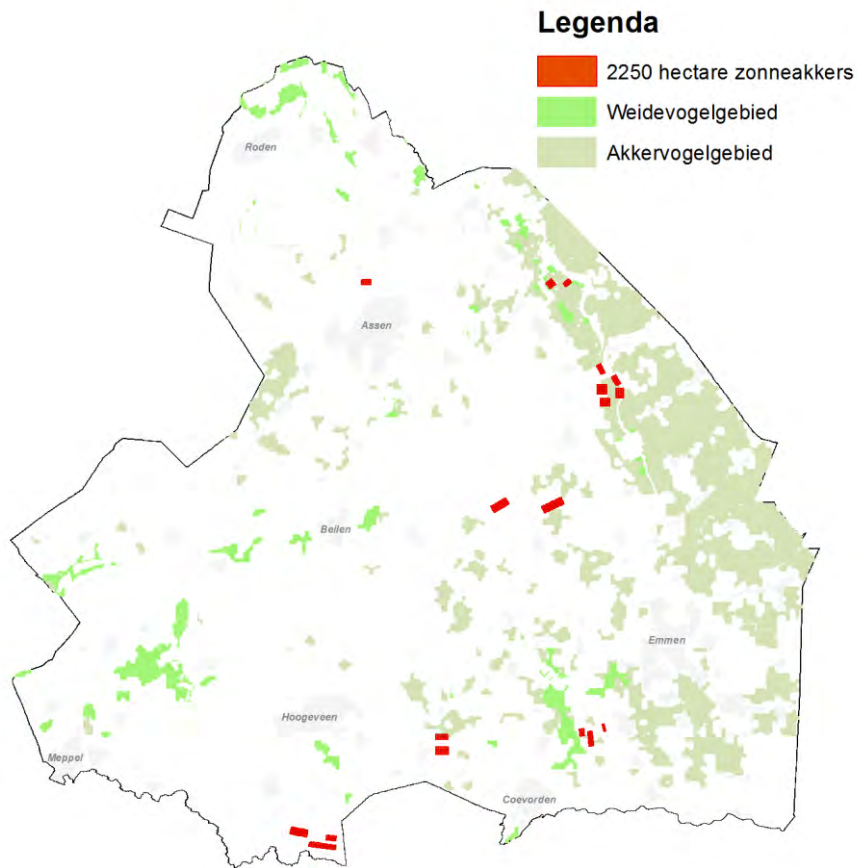 Legenda
2250 hectare zonneakkers
Weidevogelgebied
Akkervogelgebied
Roden
Assen
Beilen
Emmen
Hoogeveen
Meppel
Coevorden